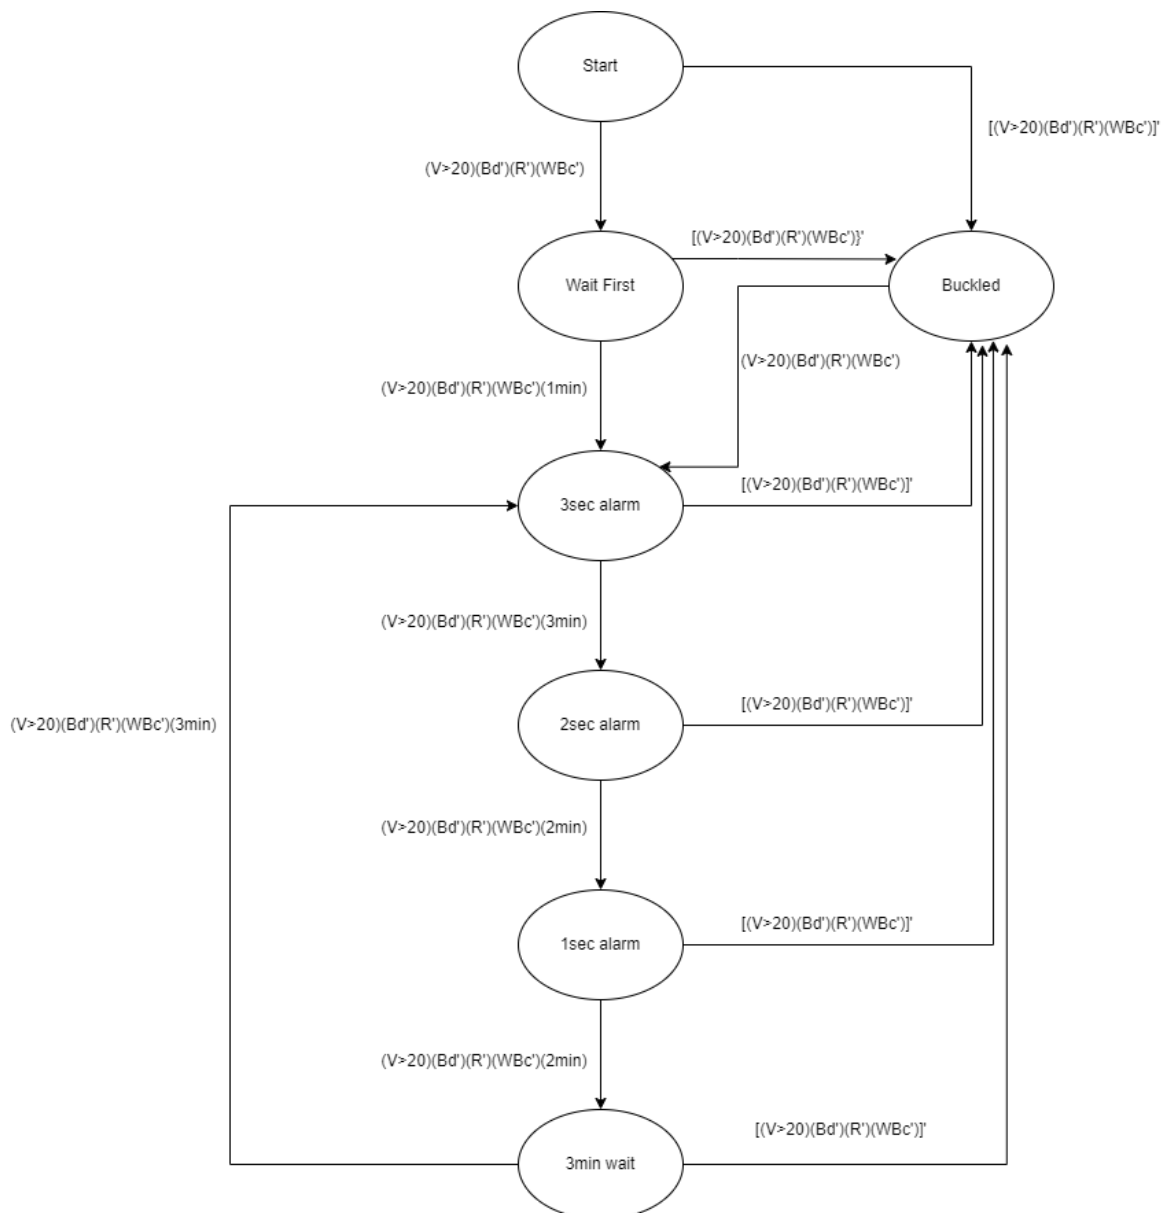 Start
[(V>20)(Bd')(R')(WBc')]'
(V>20)(Bd')(R')(WBc')
[(V>20)(Bd')(R')(WBc')}'
Wait First
Buckled
(V>20)(Bd')(R')(WBc')
(V>20)(Bd')(R')(WBc')(1min)
[(V>20)(Bd')(R')(WBc')]'
3sec alarm
(V>20)(Bd')(R')(WBc')(3min)
[(V>20)(Bd')(R')(WBc')]'
(V>20)(Bd')(R')(WBc')(3min)
2sec alarm
(V>20)(Bd')(R')(WBc')(2min)
[(V>20)(Bd')(R')(WBc')]'
1sec alarm
(V>20)(Bd')(R')(WBc')(2min)
[(V>20)(Bd')(R')(WBc')]'
3min wait